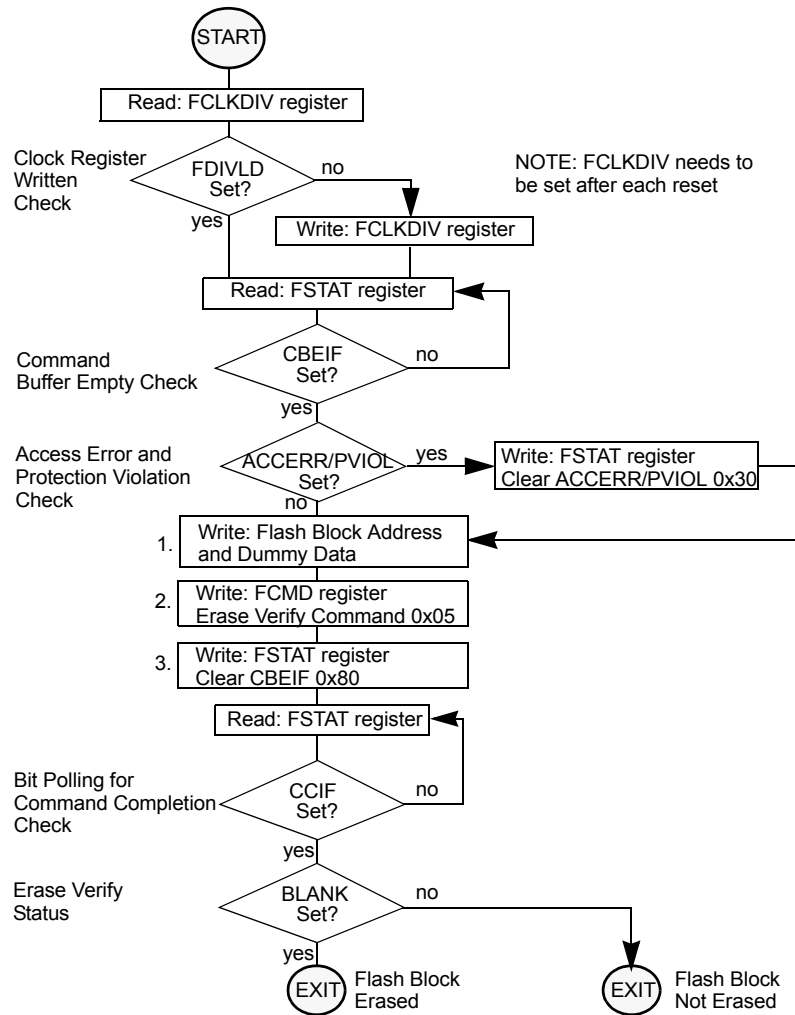 START
Read: FCLKDIV register
Clock Register
Written
Check
FDIVLD
Set?
no
yes
NOTE: FCLKDIV needs to
be set after each reset
Write: FCLKDIV register
Read: FSTAT register
Command
Buffer Empty Check
CBEIF
Set?
no
yes
Access Error and
Protection Violation
Check
ACCERR/PVIOL
Set?
yes
no
Write: FSTAT register
Clear ACCERR/PVIOL 0x30
1.
Write: Flash Block Address
and Dummy Data
2.
Write: FCMD register
Erase Verify Command 0x05
3.
Write: FSTAT register
Clear CBEIF 0x80
Read: FSTAT register
Bit Polling for
Command Completion
Check
CCIF
Set?
no
yes
Erase Verify
Status
BLANK
Set?
no
yes
EXIT
Flash Block
Erased
EXIT
Flash Block
Not Erased